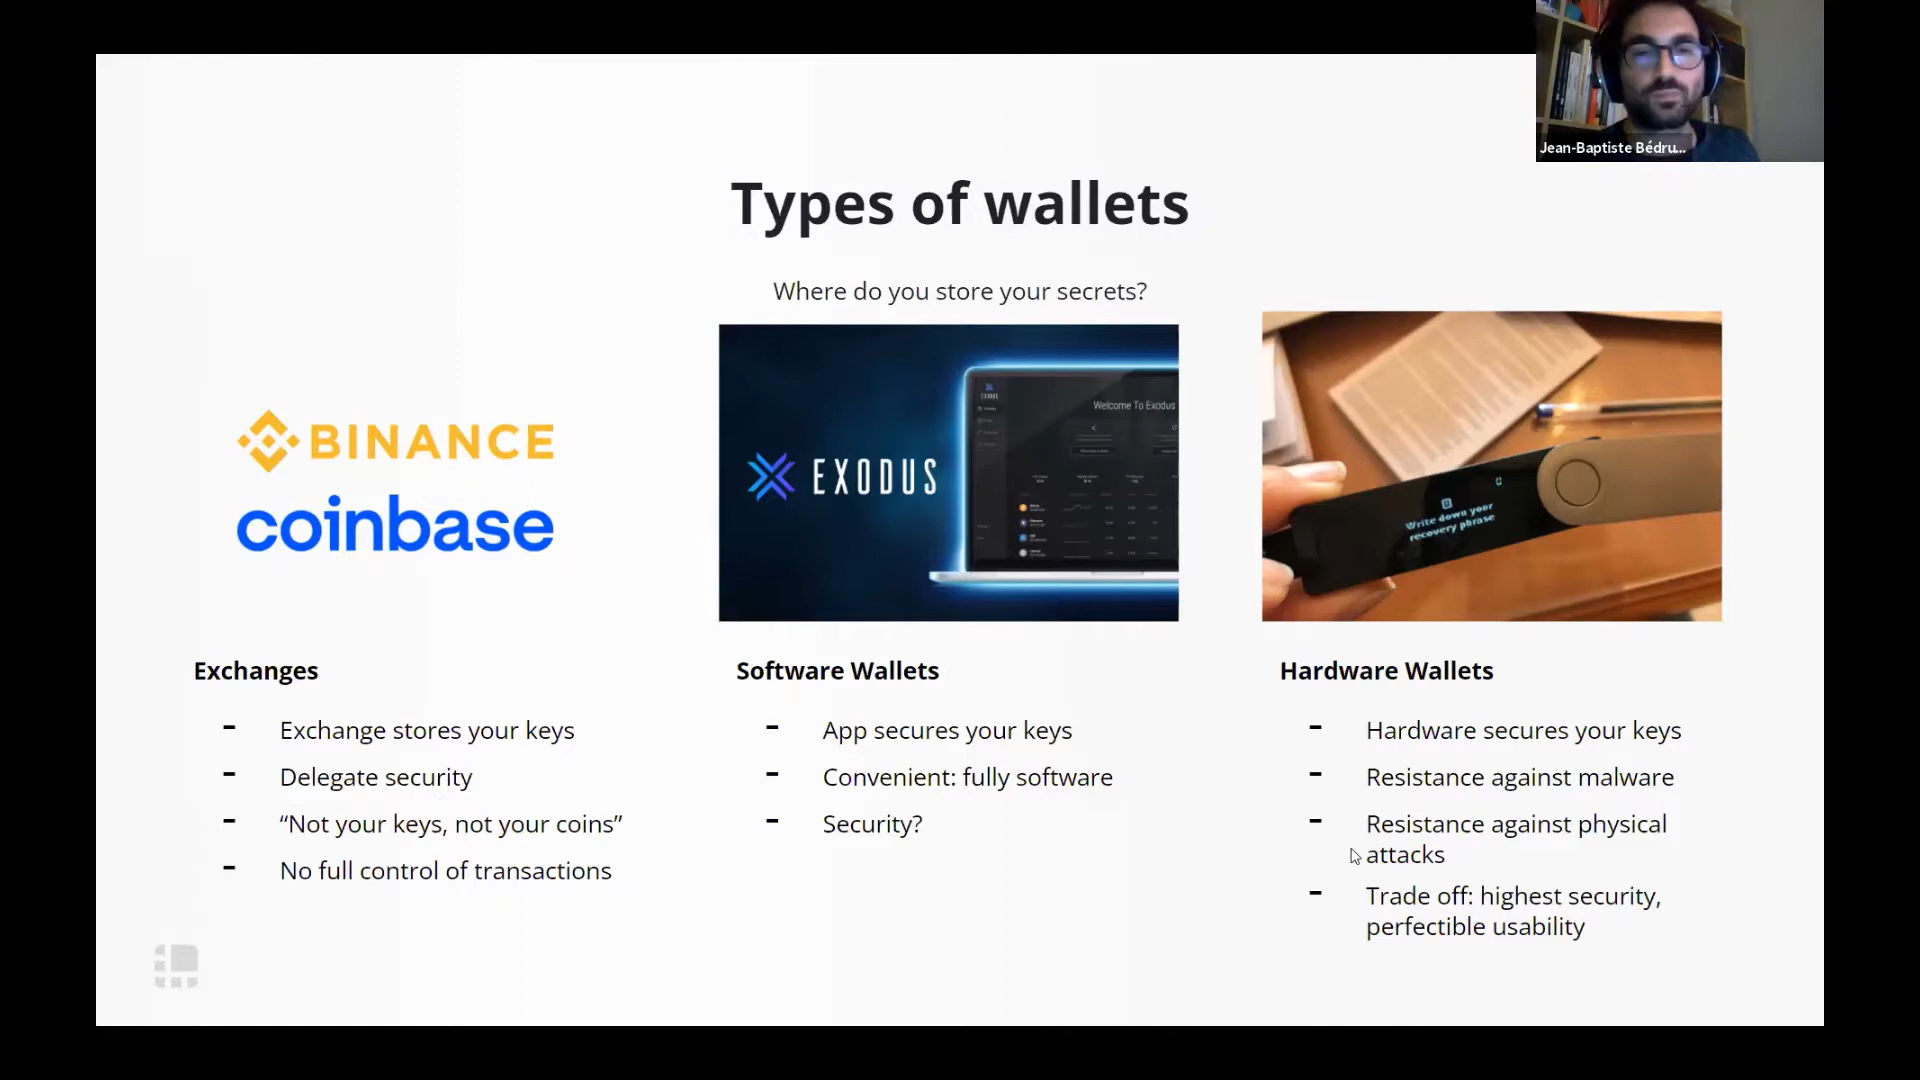 Jean-Baptiste Bédru...
Types of wallets
Where do you store your secrets?
BINANCE
coinbase
EXODUS
EXODUS
Welcome To Exodus
Write down your
recovery phrase
Exchanges
- Exchange stores your keys
- Delegate security
- “Not your keys, not your coins”
- No full control of transactions
Software Wallets
- App secures your keys
- Convenient: fully software
- Security?
Hardware Wallets
- Hardware secures your keys
- Resistance against malware
- Resistance against physical
attacks
- Trade off: highest security,
perfectible usability